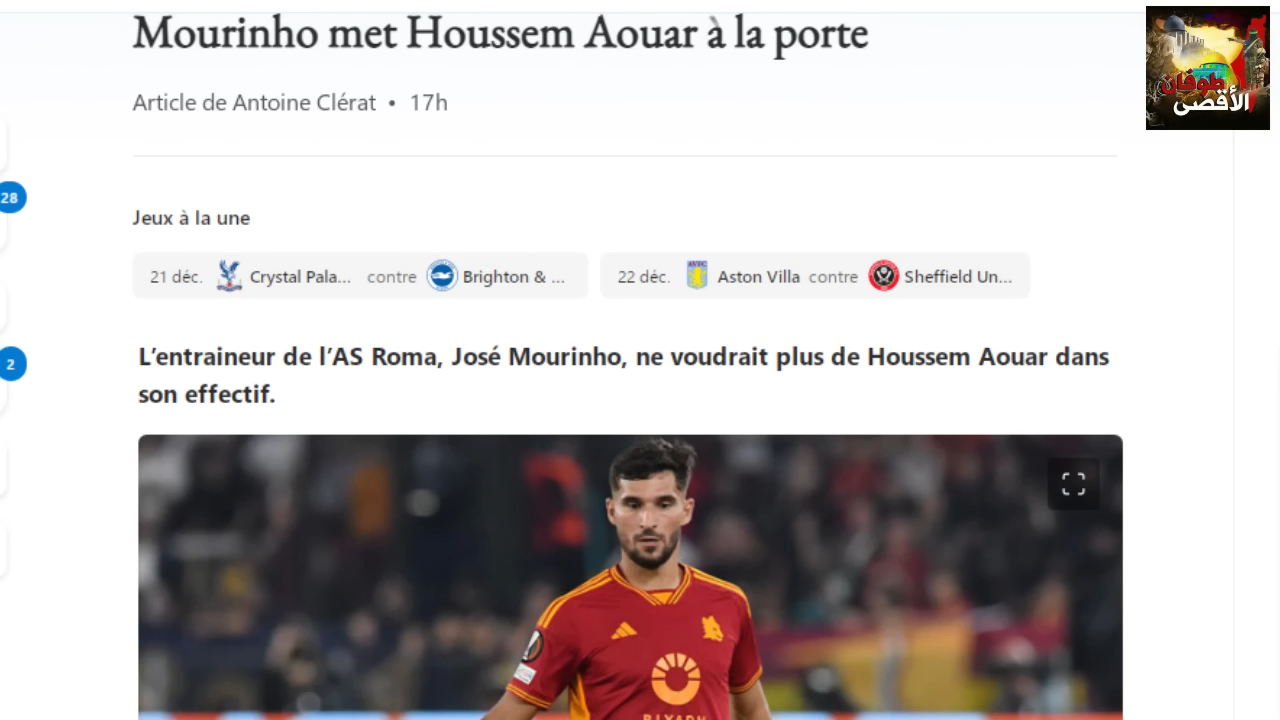 Mourinho met Houssem Aouar à la porte
Article de Antoine Clérat • 17h
طوفان
الأقصى
28
Jeux à la une
21 déc. Crystal Pala... contre Brighton & ...
22 déc. Aston Villa contre Sheffield Un...
2
L’entraineur de l’AS Roma, José Mourinho, ne voudrait plus de Houssem Aouar dans
son effectif.